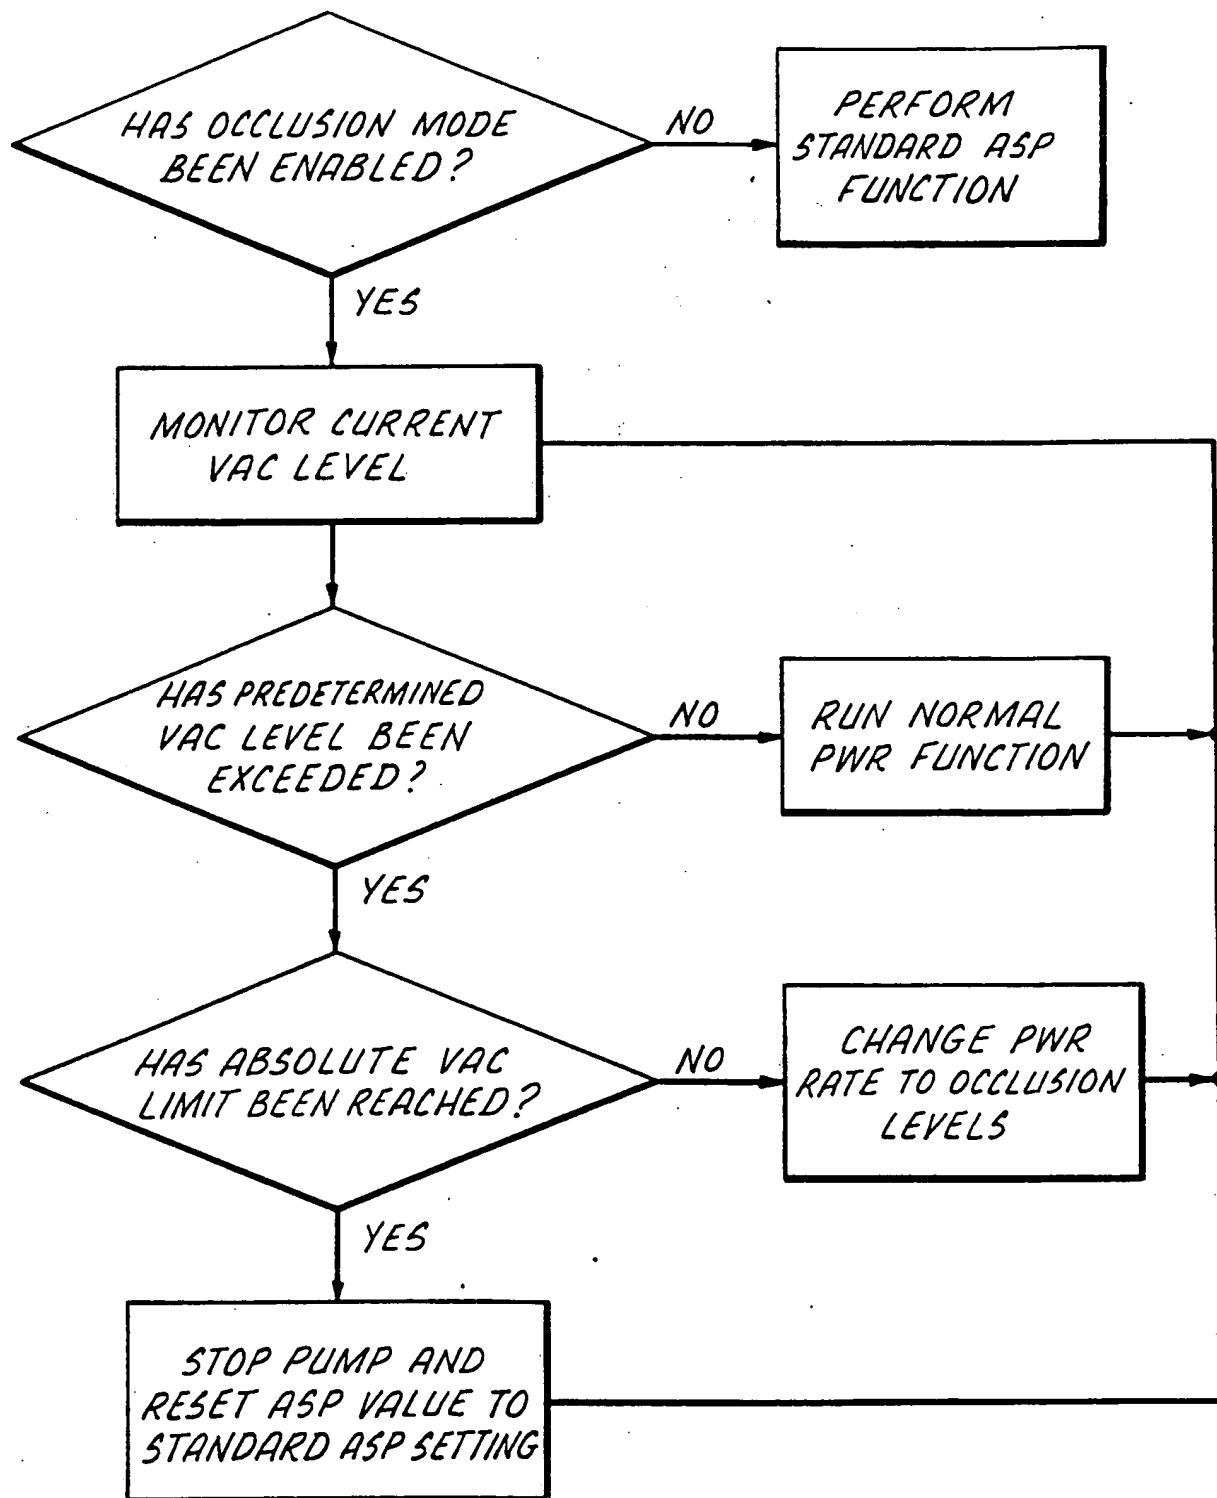 HAS OCCLUSION MODE
BEEN ENABLED?
NO
PERFORM
STANDARD ASP
FUNCTION
YES
MONITOR CURRENT
VAC LEVEL
HAS PREDETERMINED
VAC LEVEL BEEN
EXCEEDED?
NO
RUN NORMAL
PWR FUNCTION
YES
HAS ABSOLUTE VAC
LIMIT BEEN REACHED?
NO
CHANGE PWR
RATE TO OCCLUSION
LEVELS
YES
STOP PUMP AND
RESET ASP VALUE TO
STANDARD ASP SETTING